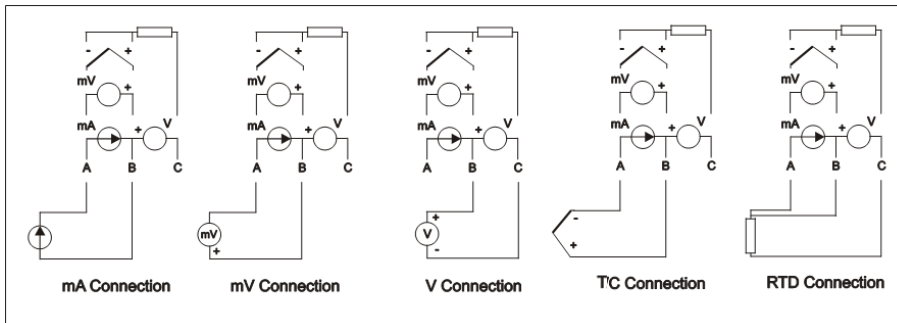 - + - + - + - + - +
mV mV mV mV mV
+ + + + +
mA + V mA + V mA + V mA + V mA + V
A B C A B C A B C A B C A B C
mV + + V - - +
mA Connection mV Connection V Connection T/C Connection RTD Connection